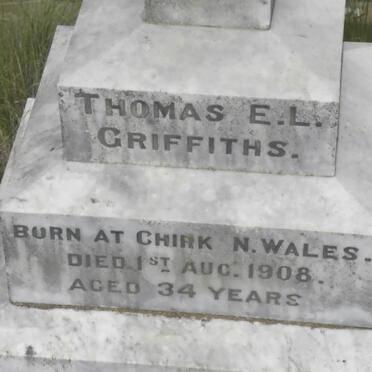 THOMAS E.L.
GRIFFITHS.
BORN AT CHIRK N.WALES.
DIED 1ST AUG. 1908.
AGED 34 YEARS